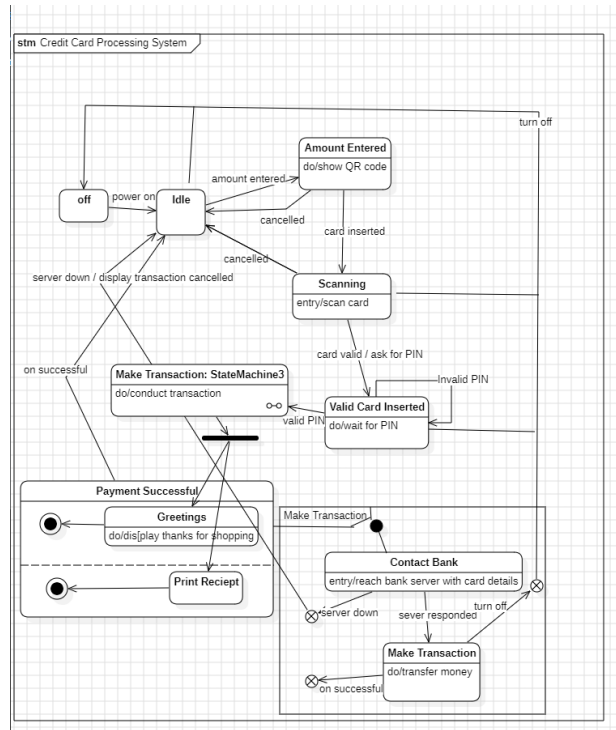 stm Credit Card Processing System
turn off
Amount Entered
do/show QR code
amount entered
off
power on
Idle
cancelled
card inserted
cancelled
server down / display transaction cancelled
Scanning
entry/scan card
card valid / ask for PIN
on successful
Make Transaction: StateMachine3
do/conduct transaction
Invalid PIN
Valid Card Inserted
do/wait for PIN
valid PIN
Payment Successful
Greetings
do/dis[play thanks for shopping
Print Reciept
Make Transaction
Contact Bank
entry/reach bank server with card details
server down
sever responded
turn off
Make Transaction
do/transfer money
on successful